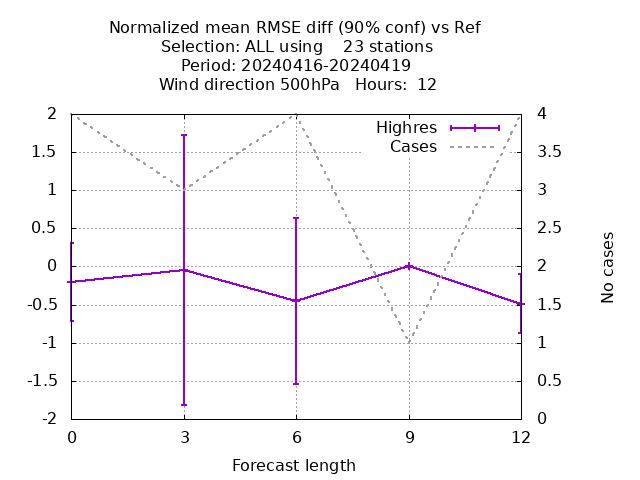 Normalized mean RMSE diff (90% conf) vs Ref
Selection: ALL using    23 stations
Period: 20240416-20240419
Wind direction 500hPa   Hours:  12
Highres
Cases
2
1.5
1
0.5
0
-0.5
-1
-1.5
-2
4
3.5
3
2.5
2
1.5
1
0.5
0
No cases
0 3 6 9 12
Forecast length